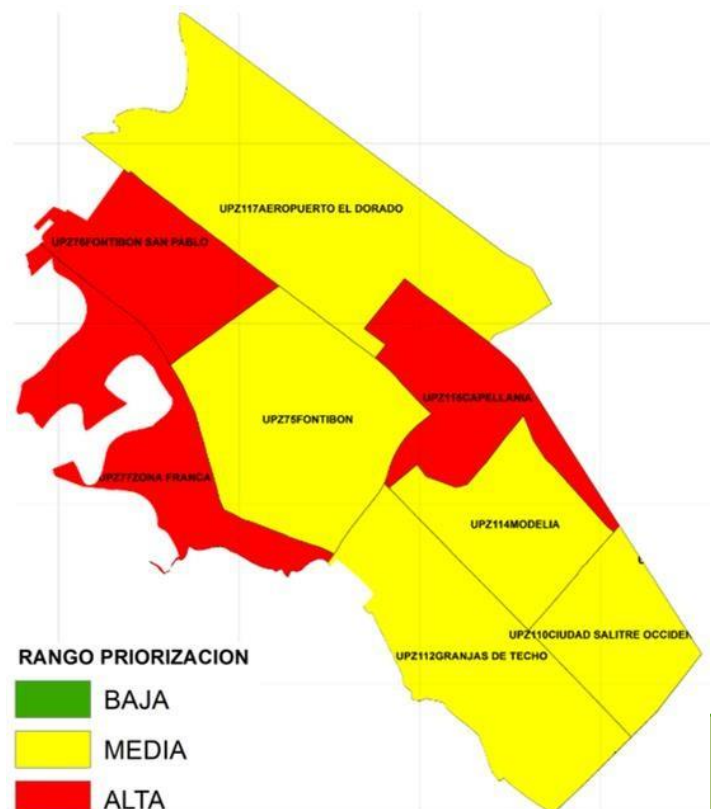 UPZ117AEROPUERTO EL DORADO
UPZ76FONTIBON SAN PABLO
UPZ115CAPELLANIA
UPZ75FONTIBON
UPZ77ZONA FRANCA
UPZ114MODELIA
UPZ110CIUDAD SALITRE OCCIDEN
UPZ112GRANJAS DE TECHO
RANGO PRIORIZACION
BAJA
MEDIA
ALTA